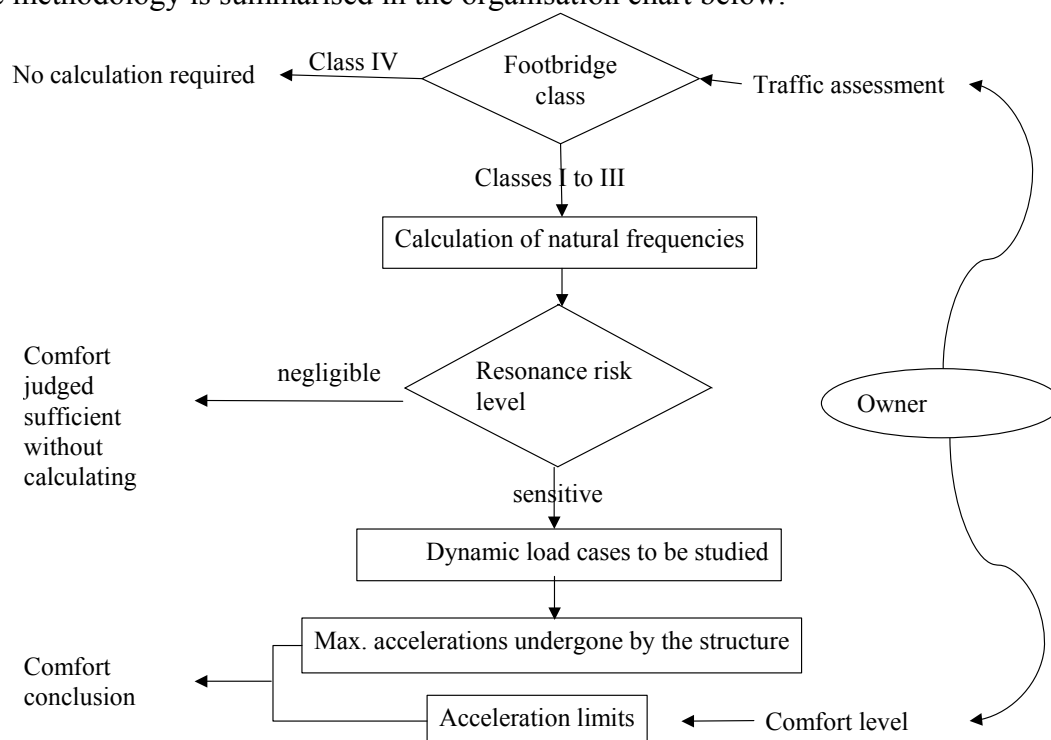 methodology is summarised in the organisation chart below.
Class IV
No calculation required
Footbridge
class
Traffic assessment
Classes I to III
Calculation of natural frequencies
Comfort
judged
sufficient
without
calculating
negligible
Resonance risk
level
Owner
sensitive
Dynamic load cases to be studied
Max. accelerations undergone by the structure
Comfort
conclusion
Acceleration limits
Comfort level